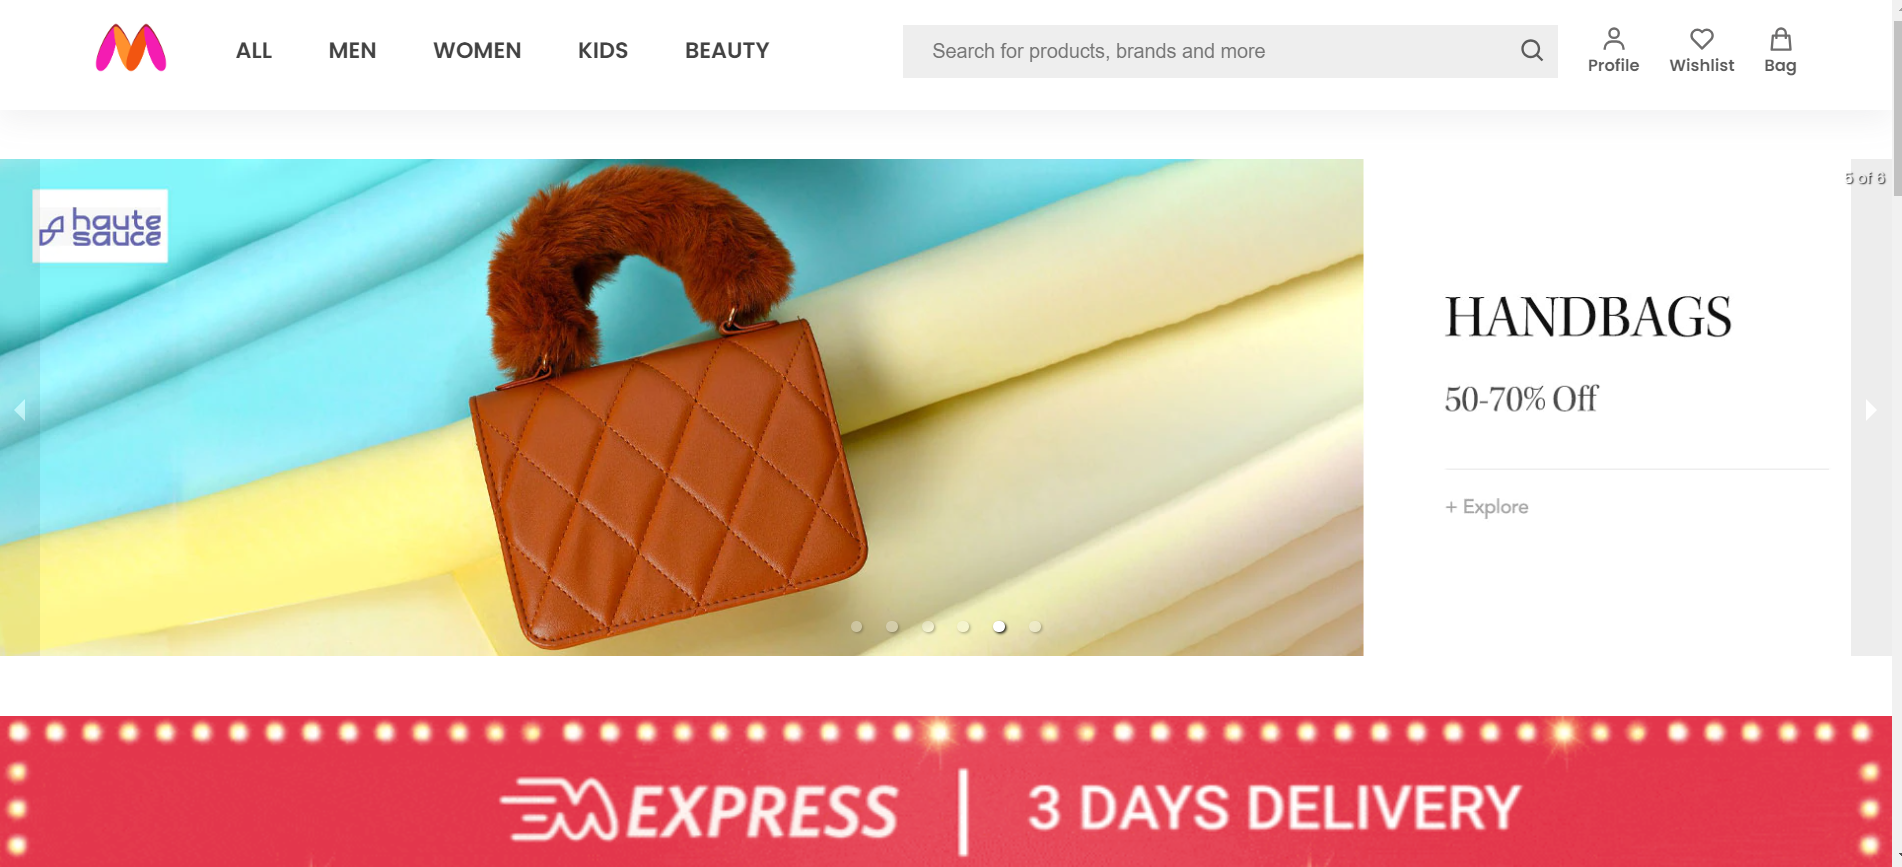 ALL
MEN
WOMEN
KIDS
BEAUTY
Search for products, brands and more
Profile
Wishlist
Bag
5 of 6
haute
sauce
HANDBAGS
50-70% Off
+ Explore
EXPRESS
3 DAYS DELIVERY